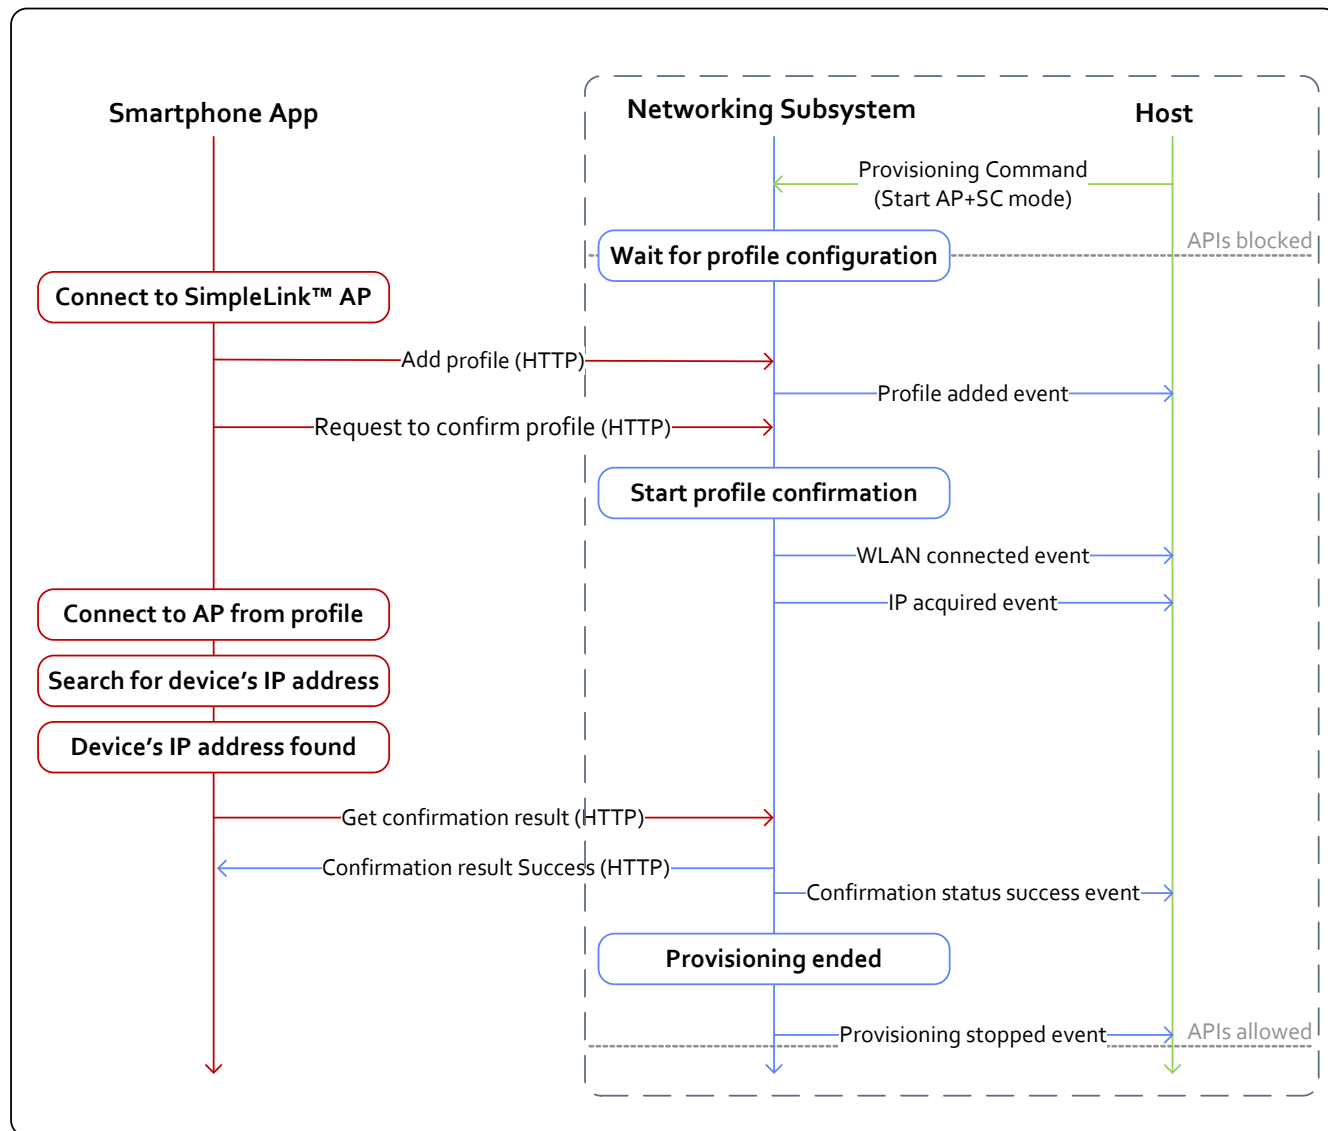 Smartphone App
Networking Subsystem
Host
Provisioning Command
(Start AP+SC mode)
APIs blocked
Wait for profile configuration
Connect to SimpleLink™ AP
Add profile (HTTP)
Profile added event
Request to confirm profile (HTTP)
Start profile confirmation
WLAN connected event
IP acquired event
Connect to AP from profile
Search for device’s IP address
Device’s IP address found
Get confirmation result (HTTP)
Confirmation result Success (HTTP)
Confirmation status success event
Provisioning ended
Provisioning stopped event
APIs allowed